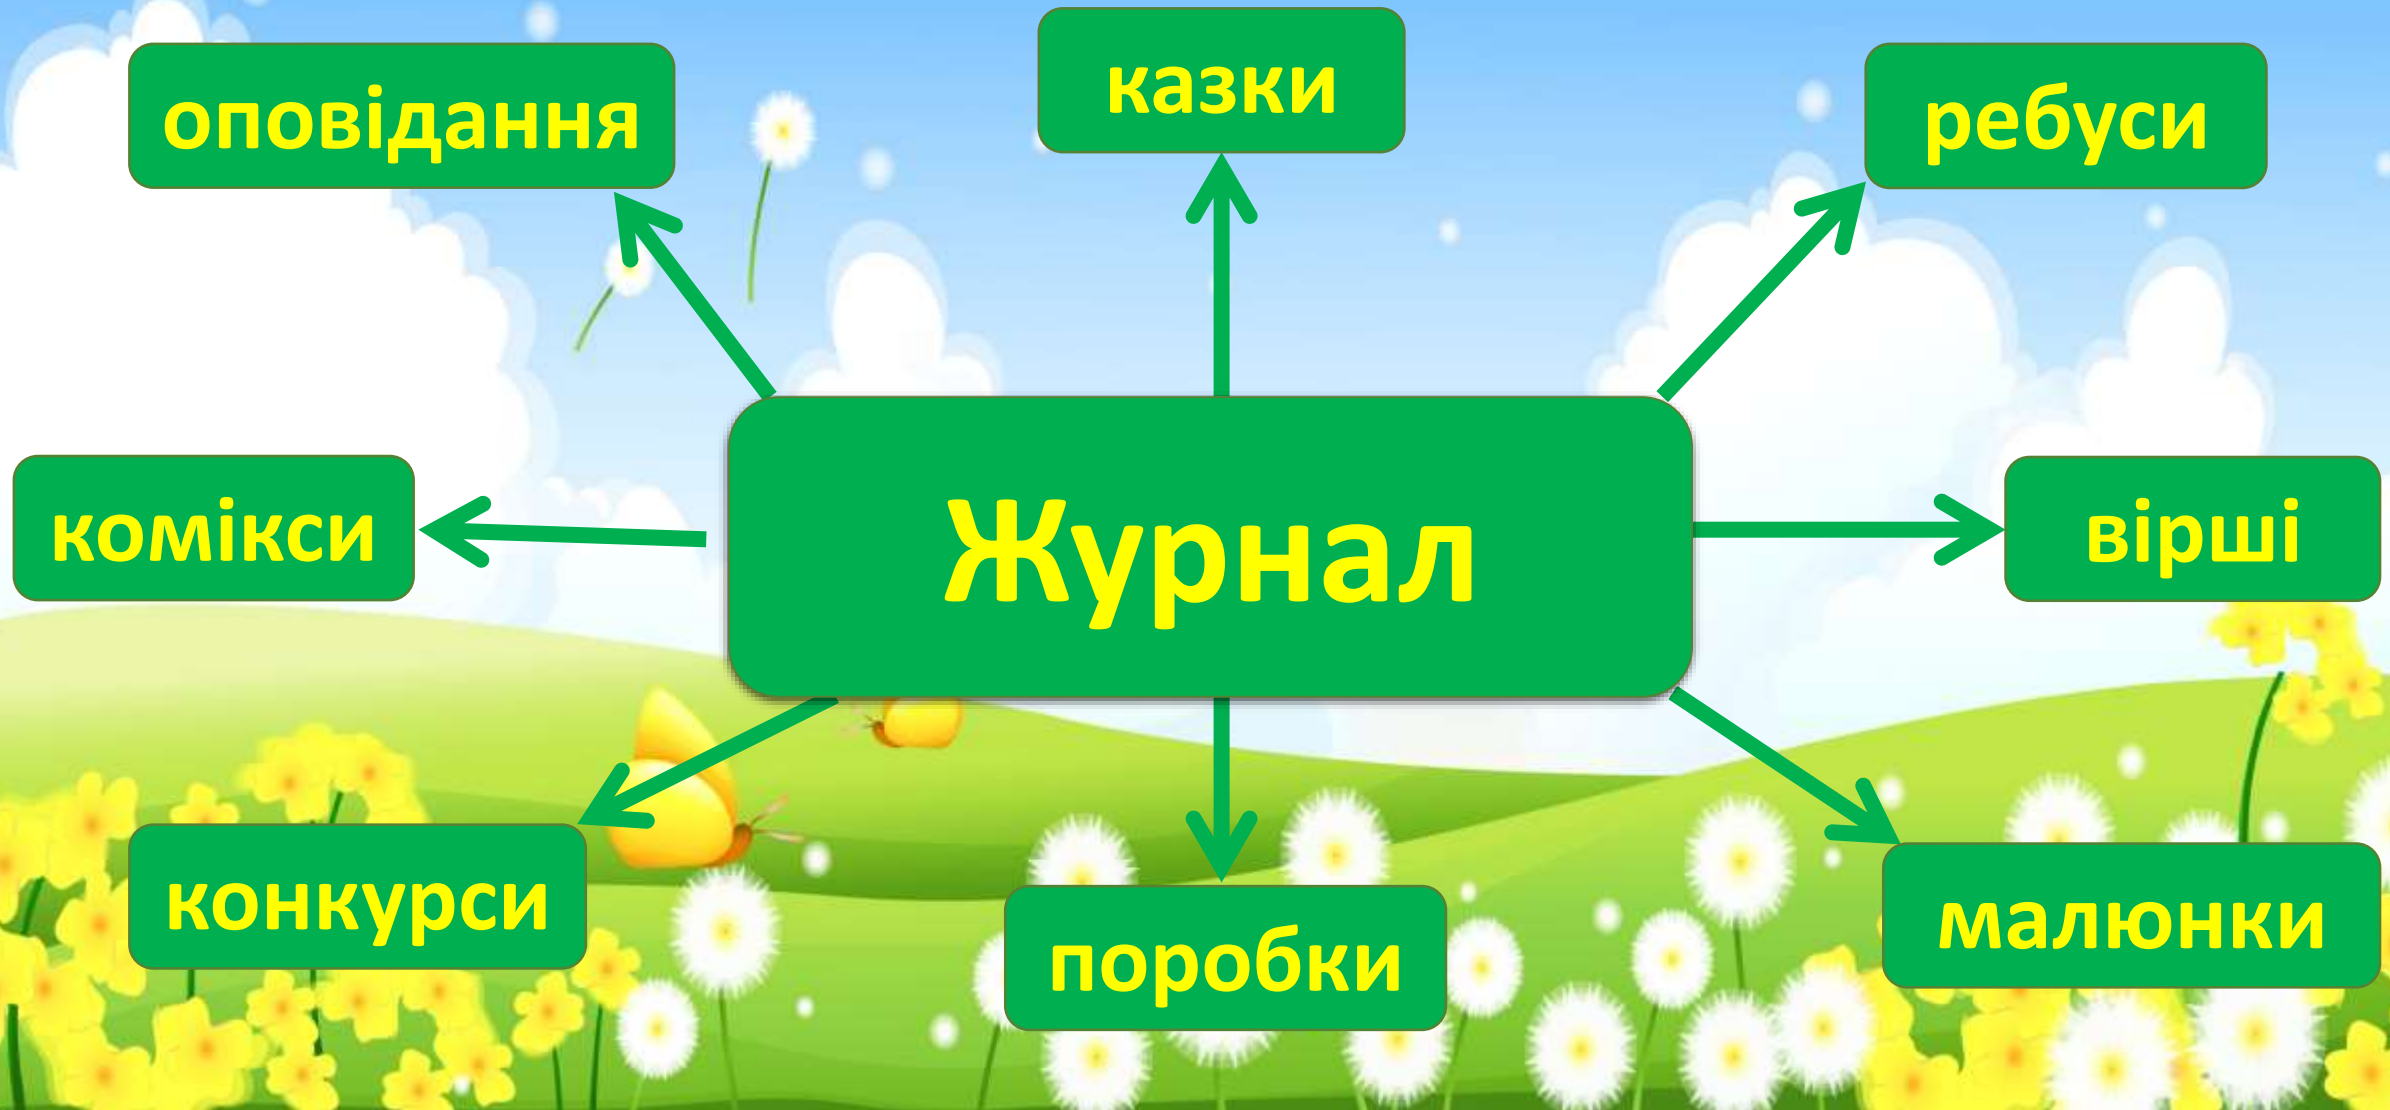 оповідання
казки
ребуси
комікси
Журнал
вірші
конкурси
поробки
малюнки